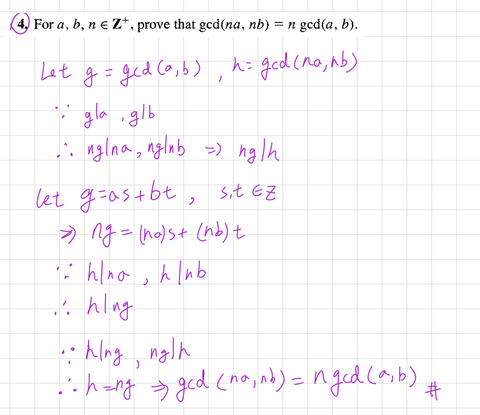 4. For a, b, n ∈ Z⁺, prove that gcd(na, nb) = n gcd(a, b).
Let g = gcd(a,b) , h = gcd(na,nb)
∵ g|a , g|b
∴ ng|na , ng|nb ⇒ ng|h
let g=as+bt , s,t ∈ Z
⇒ ng = (na)s+ (nb)t
∵ h|na , h|nb
∴ h|ng
∵ h|ng , ng|h
∴ h=ng ⇒ gcd (na,nb) = n gcd(a,b) #